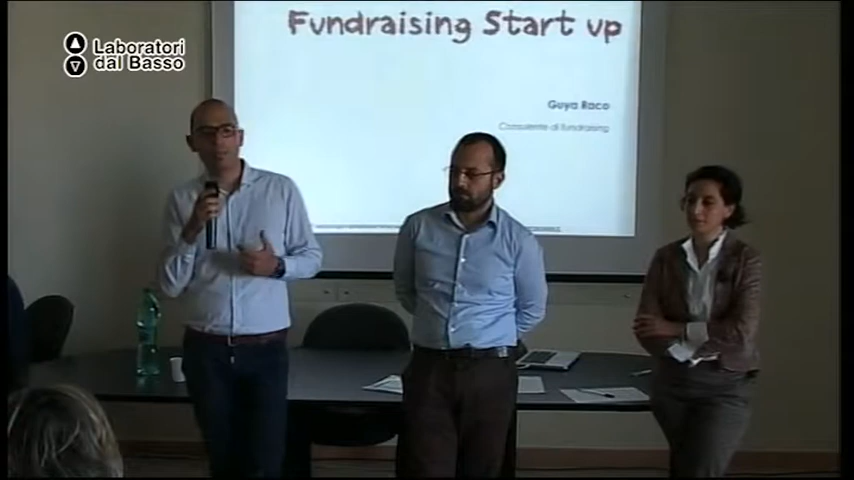 Laboratori
dal Basso
Fundraising Start up
Guya Raco
Consulente di fundraising